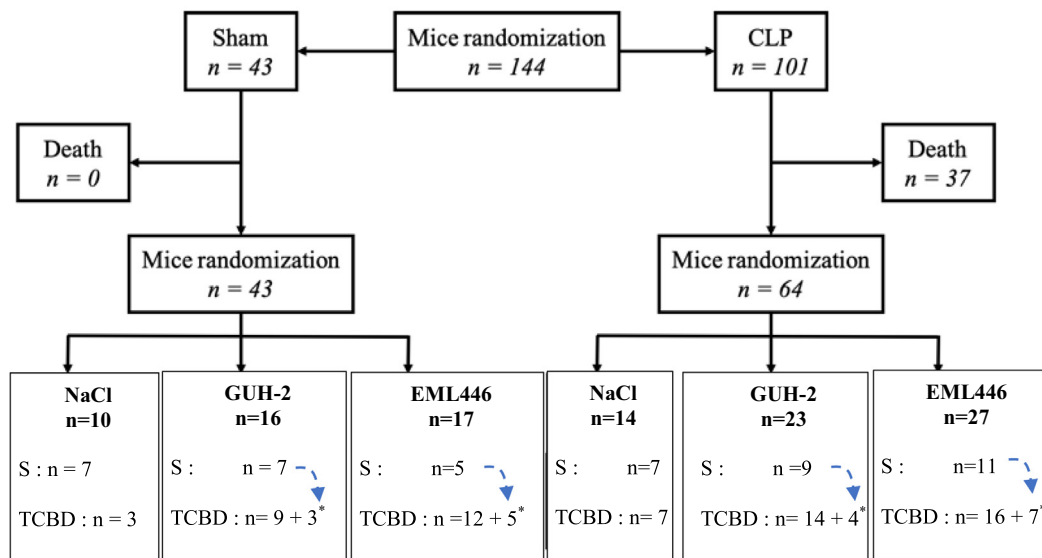 Sham
n = 43
Mice randomization
n = 144
CLP
n = 101
Death
n = 0
Death
n = 37
Mice randomization
n = 43
Mice randomization
n = 64
NaCl
n=10
S : n = 7
TCBD : n = 3
GUH-2
n=16
S : n = 7
TCBD : n= 9 + 3*
EML446
n=17
S : n=5
TCBD : n =12 + 5*
NaCl
n=14
S : n=7
TCBD : n= 7
GUH-2
n=23
S : n =9
TCBD : n= 14 + 4*
EML446
n=27
S : n=11
TCBD : n= 16 + 7*